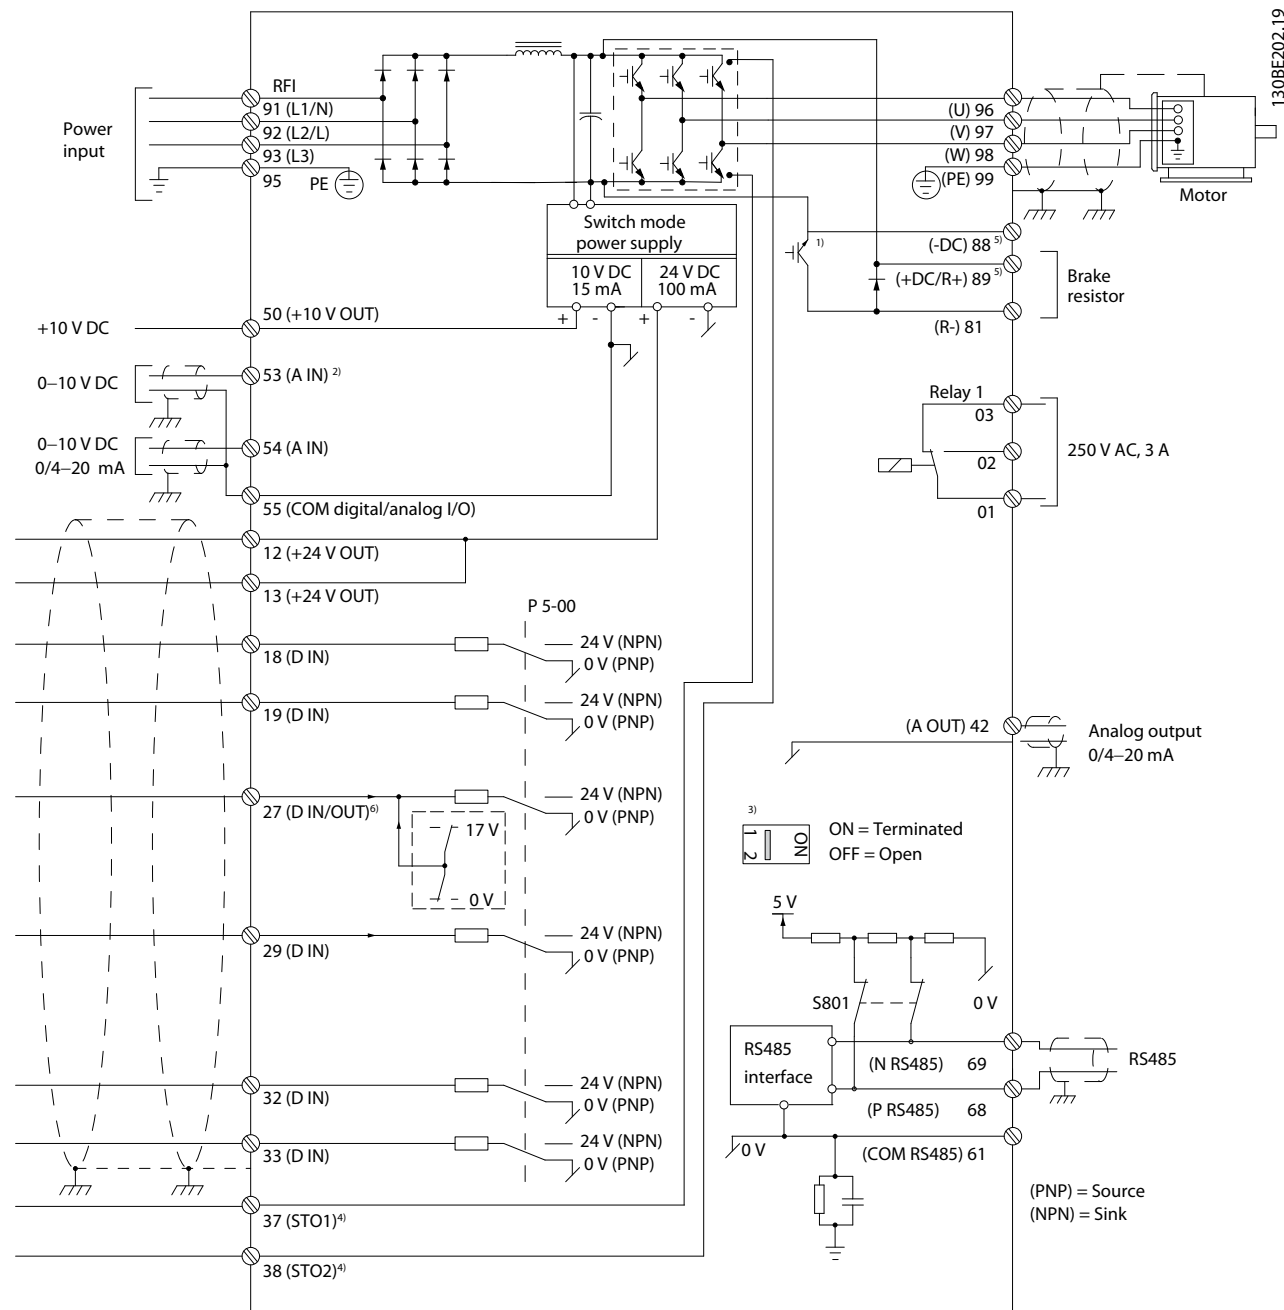 130BE202.19
RFI
Power
input
91 (L1/N)
92 (L2/L)
93 (L3)
95
PE
(U) 96
(V) 97
(W) 98
(PE) 99
Motor
Switch mode
power supply
10 V DC
15 mA
24 V DC
100 mA
+ - + -
1)
(-DC) 88 5)
(+DC/R+) 89 5)
(R-) 81
Brake
resistor
+10 V DC
50 (+10 V OUT)
0–10 V DC
53 (A IN) 2)
0–10 V DC
0/4–20 mA
54 (A IN)
55 (COM digital/analog I/O)
Relay 1
03
02
01
250 V AC, 3 A
12 (+24 V OUT)
13 (+24 V OUT)
P 5-00
18 (D IN)
24 V (NPN)
0 V (PNP)
19 (D IN)
24 V (NPN)
0 V (PNP)
27 (D IN/OUT) 6)
24 V (NPN)
0 V (PNP)
17 V
0 V
29 (D IN)
24 V (NPN)
0 V (PNP)
32 (D IN)
24 V (NPN)
0 V (PNP)
33 (D IN)
24 V (NPN)
0 V (PNP)
37 (STO1) 4)
38 (STO2) 4)
(A OUT) 42
Analog output
0/4–20 mA
3)
1 2
ON
ON = Terminated
OFF = Open
5 V
S801
0 V
RS485
interface
(N RS485) 69
(P RS485) 68
RS485
0 V
(COM RS485) 61
(PNP) = Source
(NPN) = Sink